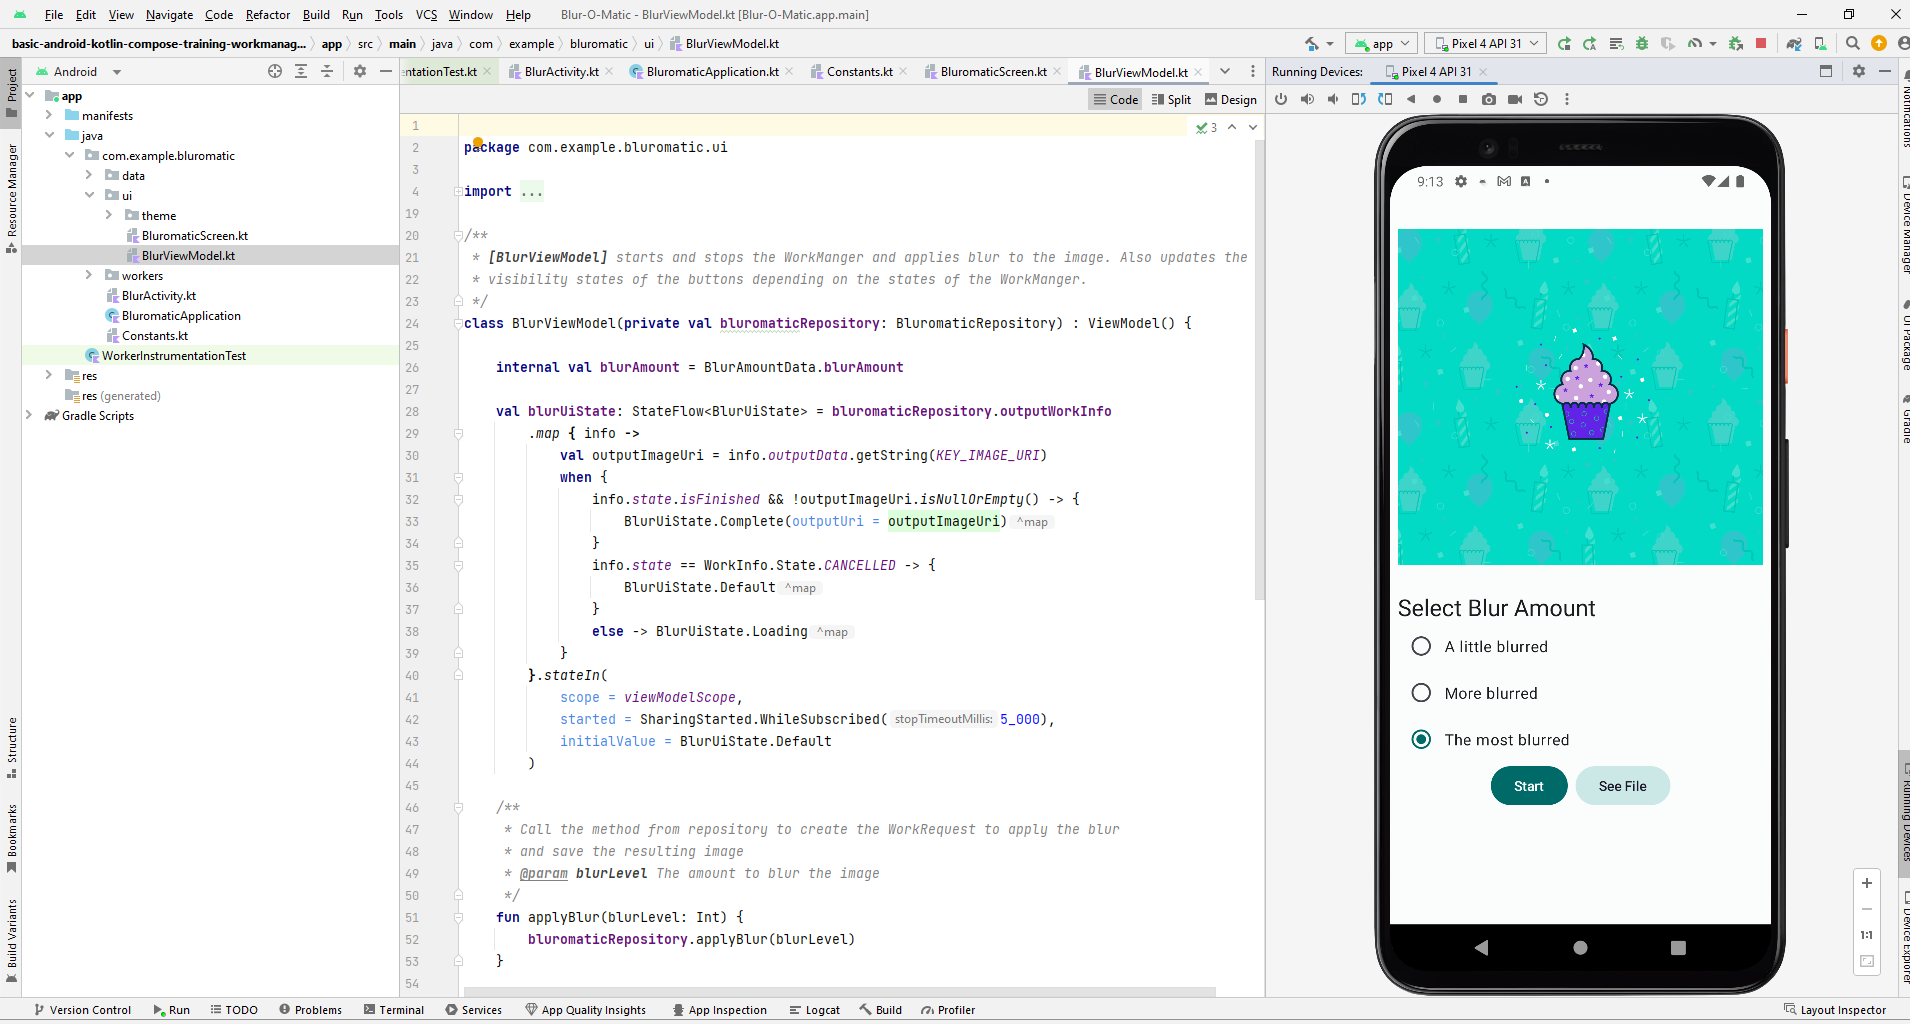 File Edit View Navigate Code Refactor Build Run Tools VCS Window Help Blur-O-Matic - BlurViewModel.kt [Blur-O-Matic.app.main]
basic-android-kotlin-compose-training-workmanag... app src main java com example bluromatic ui BlurViewModel.kt app Pixel 4 API 31
Android
entationTest.kt BlurActivity.kt BluromaticApplication.kt Constants.kt BluromaticScreen.kt BlurViewModel.kt
Running Devices: Pixel 4 API 31
Code Split Design
Project
Resource Manager
Structure
Bookmarks
Build Variants
app
manifests
java
com.example.bluromatic
data
ui
theme
BluromaticScreen.kt
BlurViewModel.kt
workers
BlurActivity.kt
BluromaticApplication
Constants.kt
WorkerInstrumentationTest
res
res (generated)
Gradle Scripts
3
1
2 package com.example.bluromatic.ui
3
4 import ...
19
20 /**
21 * [BlurViewModel] starts and stops the WorkManger and applies blur to the image. Also updates the
22 * visibility states of the buttons depending on the states of the WorkManger.
23 */
24 class BlurViewModel(private val bluromaticRepository: BluromaticRepository) : ViewModel() {
25
26 internal val blurAmount = BlurAmountData.blurAmount
27
28 val blurUiState: StateFlow<BlurUiState> = bluromaticRepository.outputWorkInfo
29 .map { info ->
30 val outputImageUri = info.outputData.getString(KEY_IMAGE_URI)
31 when {
32 info.state.isFinished && !outputImageUri.isNullOrEmpty() -> {
33 BlurUiState.Complete(outputUri = outputImageUri) ^map
34 }
35 info.state == WorkInfo.State.CANCELLED -> {
36 BlurUiState.Default ^map
37 }
38 else -> BlurUiState.Loading ^map
39 }
40 }.stateIn(
41 scope = viewModelScope,
42 started = SharingStarted.WhileSubscribed( stopTimeoutMillis: 5_000),
43 initialValue = BlurUiState.Default
44 )
45
46 /**
47 * Call the method from repository to create the WorkRequest to apply the blur
48 * and save the resulting image
49 * @param blurLevel The amount to blur the image
50 */
51 fun applyBlur(blurLevel: Int) {
52 bluromaticRepository.applyBlur(blurLevel)
53 }
54
9:13
Select Blur Amount
A little blurred
More blurred
The most blurred
Start See File
1:1
Notifications
Device Manager
UI Package
Gradle
Running Devices
Device Explorer
Version Control Run TODO Problems Terminal Services App Quality Insights App Inspection Logcat Build Profiler Layout Inspector